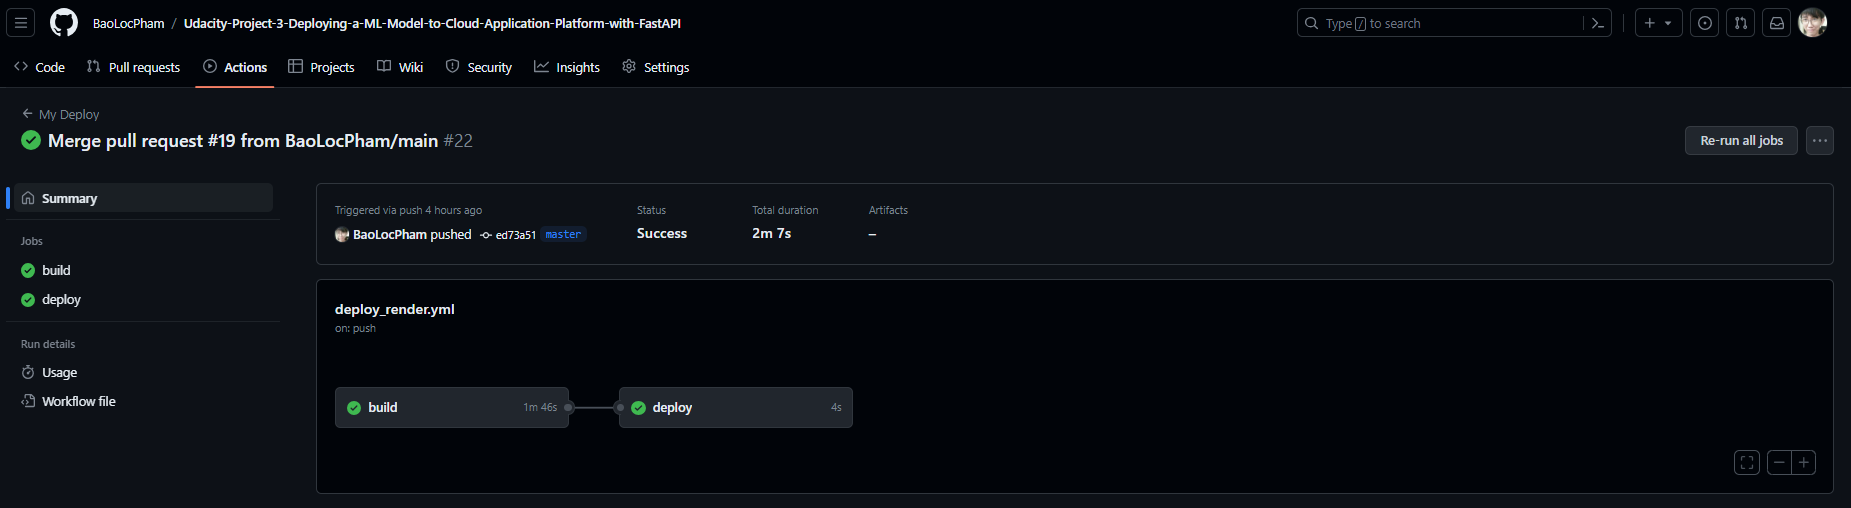 BaoLocPham / Udacity-Project-3-Deploying-a-ML-Model-to-Cloud-Application-Platform-with-FastAPI
Type / to search
Code Pull requests Actions Projects Wiki Security Insights Settings
My Deploy
Merge pull request #19 from BaoLocPham/main #22
Re-run all jobs
Summary
Jobs
build
deploy
Run details
Usage
Workflow file
Triggered via push 4 hours ago
BaoLocPham pushed ed73a51 master
Status
Success
Total duration
2m 7s
Artifacts
–
deploy_render.yml
on: push
build 1m 46s
deploy 4s